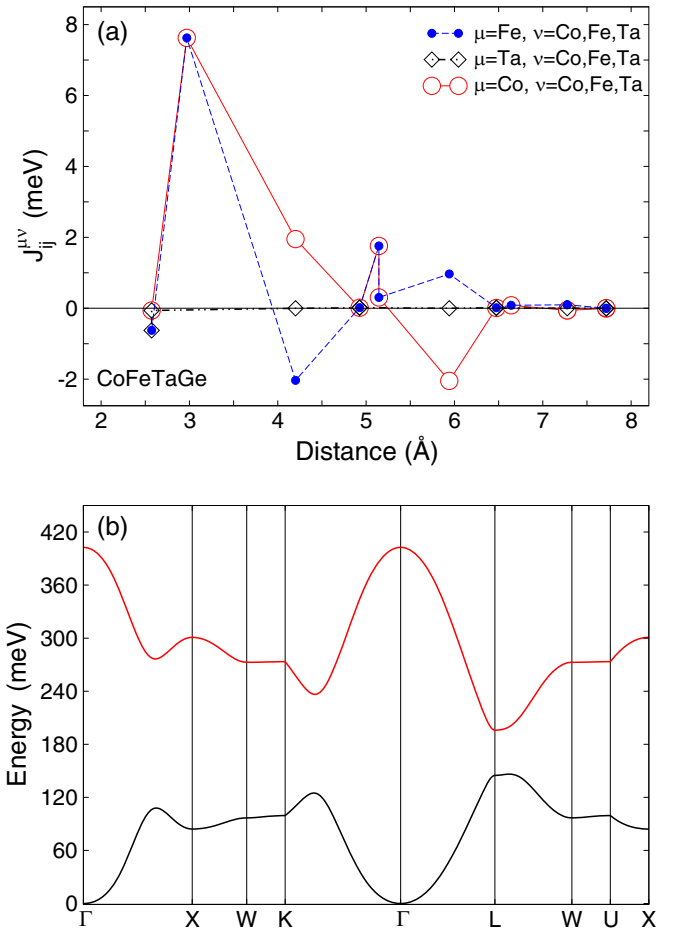 (a)
μ=Fe, ν=Co,Fe,Ta
μ=Ta, ν=Co,Fe,Ta
μ=Co, ν=Co,Fe,Ta
8
6
4
2
0
-2
J_ij^μν (meV)
CoFeTaGe
2 3 4 5 6 7 8
Distance (Å)
(b)
420
360
300
240
180
120
60
0
Energy (meV)
Γ X W K Γ L W U X